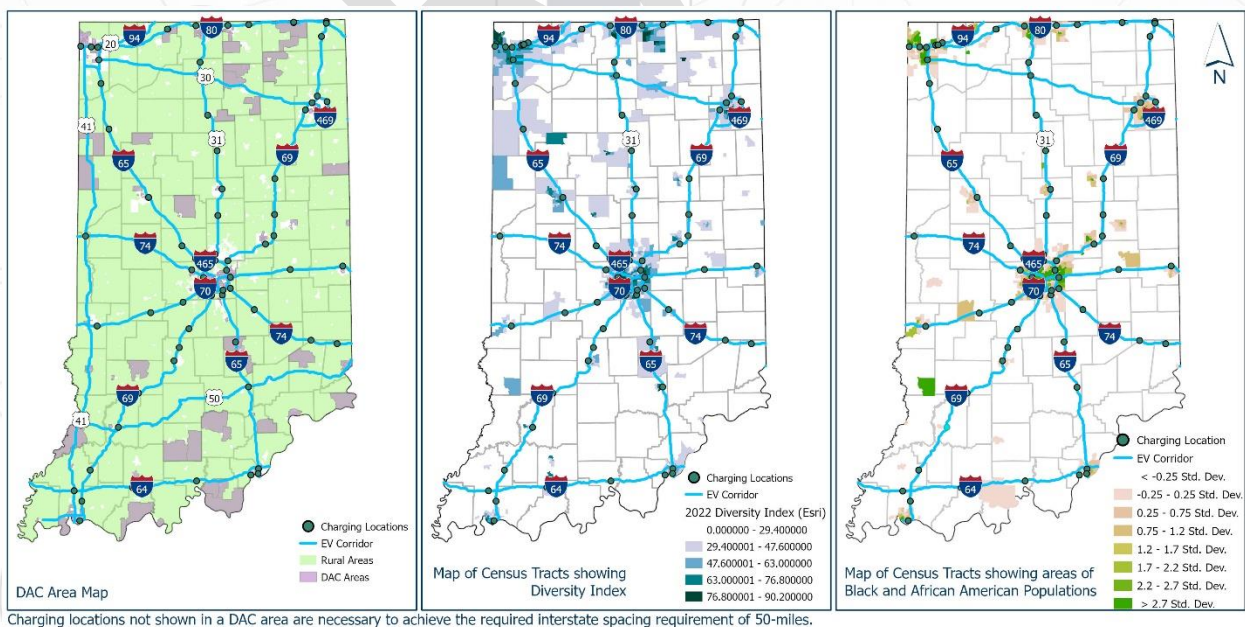 94
20
80
30
41
469
31
65
69
74
465
70
74
65
69
50
41
64
Charging Locations
EV Corridor
Rural Areas
DAC Areas
DAC Area Map
94
80
469
31
69
65
74
465
70
74
65
69
64
Charging Locations
EV Corridor
2022 Diversity Index (Esri)
0.000000 - 29.400000
29.400001 - 47.600000
47.600001 - 63.000000
63.000001 - 76.800000
76.800001 - 90.200000
Map of Census Tracts showing
Diversity Index
N
94
80
469
31
69
65
74
465
70
74
65
69
64
Charging Location
EV Corridor
< -0.25 Std. Dev.
-0.25 - 0.25 Std. Dev.
0.25 - 0.75 Std. Dev.
0.75 - 1.2 Std. Dev.
1.2 - 1.7 Std. Dev.
1.7 - 2.2 Std. Dev.
2.2 - 2.7 Std. Dev.
> 2.7 Std. Dev.
Map of Census Tracts showing areas of
Black and African American Populations
Charging locations not shown in a DAC area are necessary to achieve the required interstate spacing requirement of 50-miles.